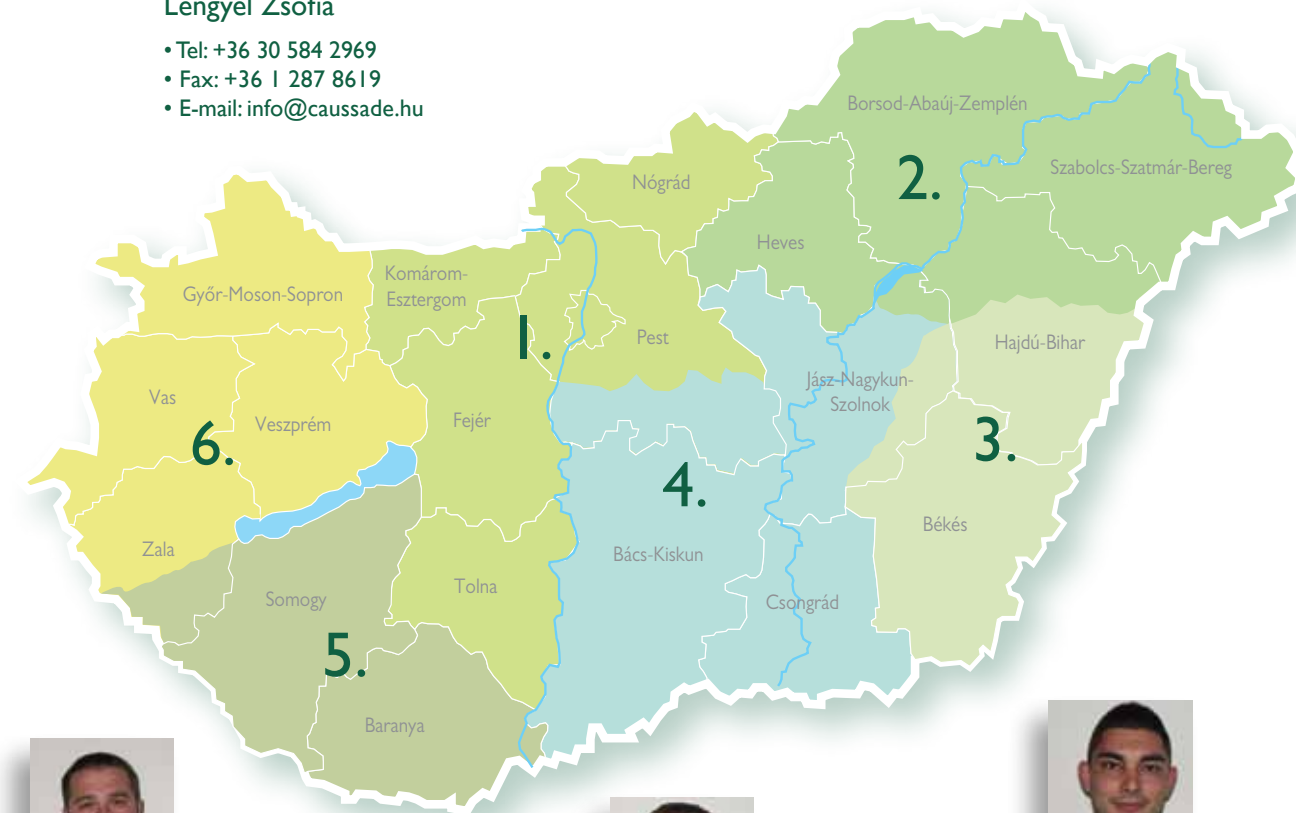 Lengyel Zsófia
• Tel: +36 30 584 2969
• Fax: +36 1 287 8619
• E-mail: info@caussade.hu
Borsod-Abaúj-Zemplén
Szabolcs-Szatmár-Bereg
2.
Nógrád
Heves
Komárom-
Esztergom
Győr-Moson-Sopron
1.
Pest
Hajdú-Bihar
Jász-Nagykun-
Szolnok
Vas
Veszprém
Fejér
6.
3.
4.
Békés
Zala
Bács-Kiskun
Tolna
Somogy
Csongrád
5.
Baranya